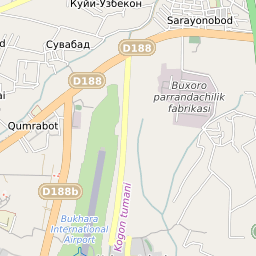 Куйи-Узбекон
Sarayonobod
Сувабад
D188
D188
Buxoro
parrandachilik
fabrikasi
Qumrabot
D188b
Bukhara
International
Airport
Kogon tumani